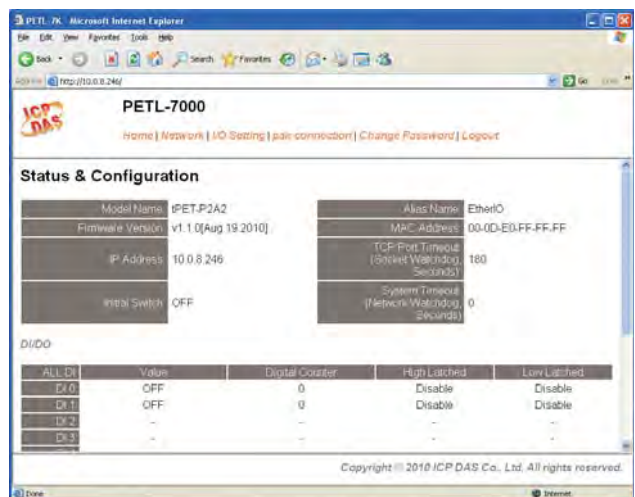 PETL-7K - Microsoft Internet Explorer
File Edit View Favorites Tools Help
Back Search Favorites
Address http://10.0.8.246/ Go
ICP DAS
PETL-7000
Home | Network | I/O Setting | pair connection | Change Password | Logout
Status & Configuration
Model Name tPET-P2A2 Alias Name EtherIO
Firmware Version v1.1.0[Aug 19 2010] MAC Address 00-0D-E0-FF-FF-FF
IP Address 10.0.8.246 TCP Port Timeout (Socket Watchdog, Seconds) 180
Initial Switch OFF System Timeout (Network Watchdog, Seconds) 0
DI/DO
ALL DI Value Digital Counter High Latched Low Latched
DI 0 OFF 0 Disable Disable
DI 1 OFF 0 Disable Disable
DI 2 - - - -
DI 3 - - - -
Copyright © 2010 ICP DAS Co., Ltd. All rights reserved.
Done Internet